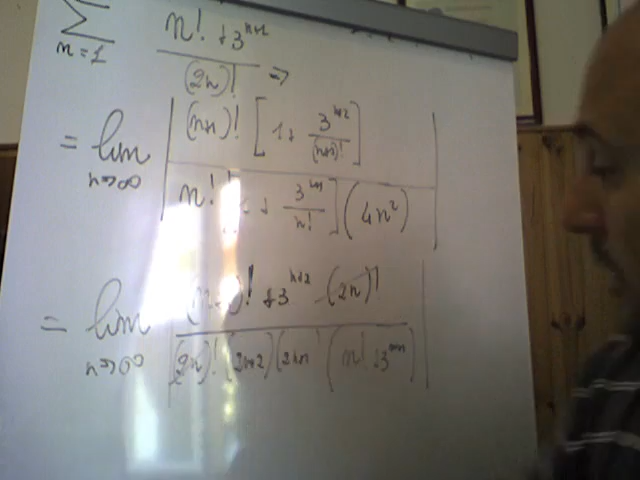 ∑ n=1 (n! + 3^(n+1)) / (2n)! ⇒
= lim n→∞ | (n+1)! [1 + 3^(n+2) / (n+1)!] / n! [1 + 3^(n+1) / n!] (4n²) |
= lim n→∞ | (n+1)! + 3^(n+2) · (2n)! / (2n)! (2n+2) (2n+1) (n! + 3^(n+1)) |